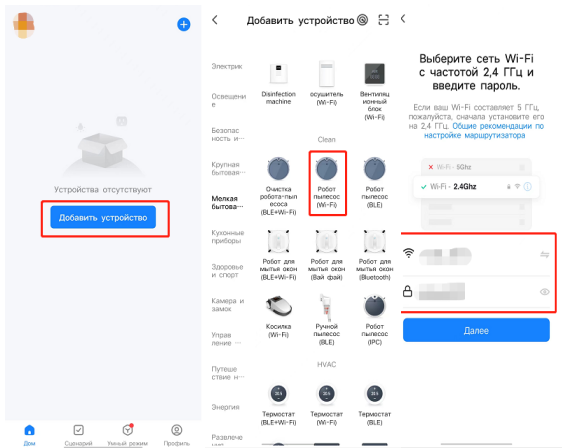 Устройства отсутствуют
Добавить устройство
Дом
Сценарий
Умный режим
Профиль
Добавить устройство
Электрик
Освещени
е
Безопас
ность и···
Крупная
бытовая···
Мелкая
бытова···
Кухонные
приборы
Здоровье
и спорт
Камера и
замок
Управ
ление ···
Путеше
ствие н···
Энергия
Развлече
Disinfection
machine
осушитель
(Wi-Fi)
Вентиляц
ионный
блок
(Wi-Fi)
Clean
Очистка
робота-пыл
есоса
(BLE+Wi-Fi)
Робот
пылесос
(Wi-Fi)
Робот
пылесос
(BLE)
Робот для
мытья окон
(BLE+Wi-Fi)
Робот для
мытья окон
(Вай фай)
Робот для
мытья окон
(Bluetooth)
Косилка
(Wi-Fi)
Ручной
пылесос
(BLE)
Робот
пылесос
(IPC)
HVAC
Термостат
(BLE+Wi-Fi)
Термостат
(Wi-Fi)
Термостат
(BLE)
Выберите сеть Wi-Fi
с частотой 2,4 ГГц и
введите пароль.
Если ваш Wi-Fi составляет 5 ГГц,
пожалуйста, сначала установите его
на 2,4 ГГц. Общие рекомендации по
настройке маршрутизатора
Wi-Fi - 5Ghz
Wi-Fi - 2.4Ghz
Далее